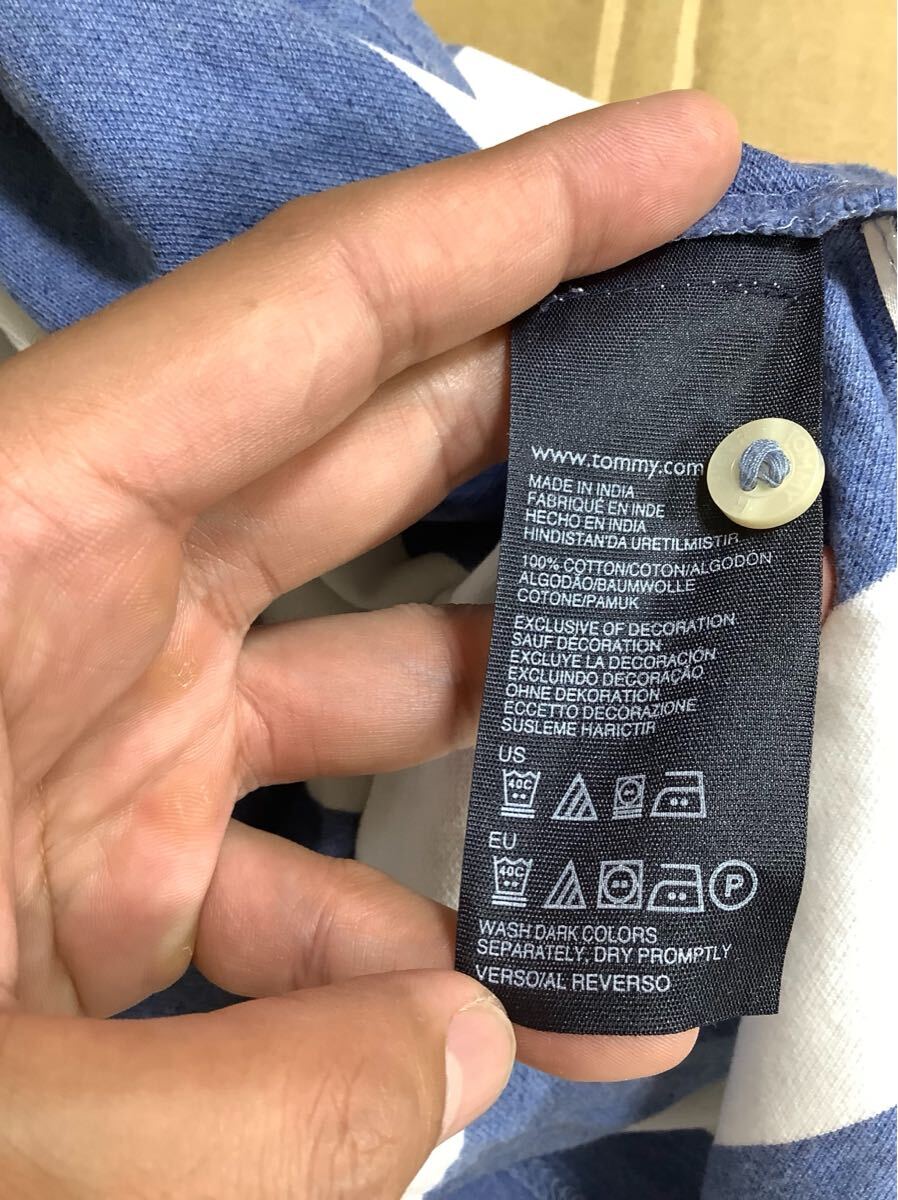 www.tommy.com
MADE IN INDIA
FABRIQUÉ EN INDE
HECHO EN INDIA
HINDISTAN'DA URETILMISTIR
100% COTTON/COTON/ALGODÓN
ALGODÃO/BAUMWOLLE
COTONE/PAMUK
EXCLUSIVE OF DECORATION
SAUF DECORATION
EXCLUYE LA DECORACIÓN
EXCLUINDO DECORAÇÃO
OHNE DEKORATION
ECCETTO DECORAZIONE
SUSLEME HARICTIR
US
40C
EU
40C
P
WASH DARK COLORS
SEPARATELY, DRY PROMPTLY
VERSO/AL REVERSO